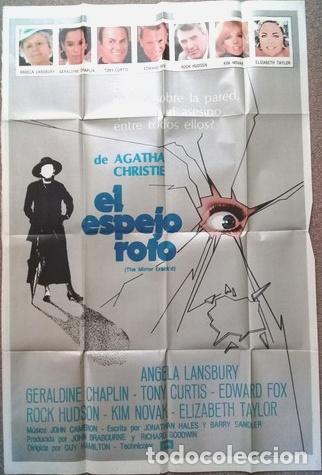 ANGELA LANSBURY GERALDINE CHAPLIN TONY CURTIS EDWARD FOX ROCK HUDSON KIM NOVAK ELIZABETH TAYLOR
sobre la pared,
asesino
entre todos ellos?
de AGATHA
CHRISTIE
el
espejo
roto
(The Mirror Crack'd)
ANGELA LANSBURY
GERALDINE CHAPLIN - TONY CURTIS - EDWARD FOX
ROCK HUDSON - KIM NOVAK - ELIZABETH TAYLOR
Música JOHN CAMERON - Escrita por JONATHAN HALES Y BARRY SANDLER
Producida por JOHN BRABOURNE y RICHARD GOODWIN
Dirigida por GUY HAMILTON - Technicolor
todocoleccion.net